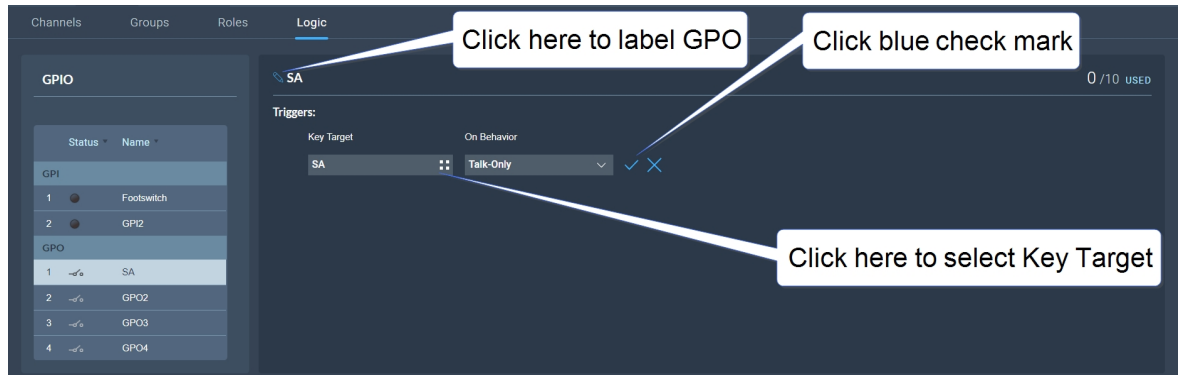 Channels Groups Roles Logic
Click here to label GPO
Click blue check mark
GPIO
SA
0/10 USED
Triggers:
Key Target On Behavior
SA Talk-Only
Status Name
GPI
1 Footswitch
2 GPI2
GPO
1 SA
2 GPO2
3 GPO3
4 GPO4
Click here to select Key Target